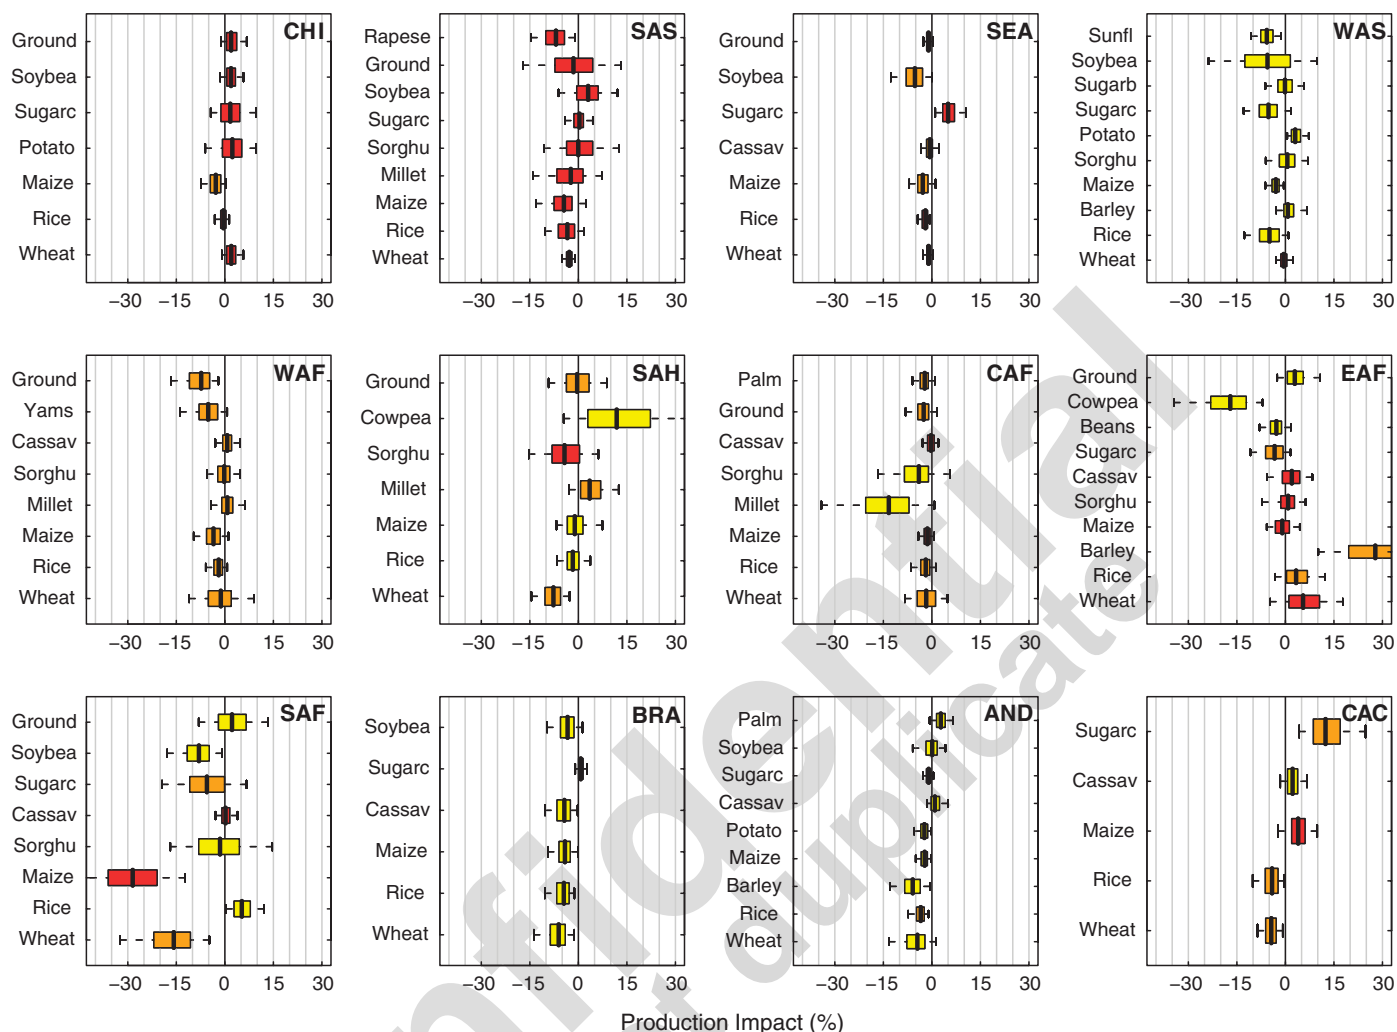 CHI
Ground
Soybea
Sugarc
Potato
Maize
Rice
Wheat
−30 −15 0 15 30
SAS
Rapese
Ground
Soybea
Sugarc
Sorghu
Millet
Maize
Rice
Wheat
−30 −15 0 15 30
SEA
Ground
Soybea
Sugarc
Cassav
Maize
Rice
Wheat
−30 −15 0 15 30
WAS
Sunfl
Soybea
Sugarb
Sugarc
Potato
Sorghu
Maize
Barley
Rice
Wheat
−30 −15 0 15 30
WAF
Ground
Yams
Cassav
Sorghu
Millet
Maize
Rice
Wheat
−30 −15 0 15 30
SAH
Ground
Cowpea
Sorghu
Millet
Maize
Rice
Wheat
−30 −15 0 15 30
CAF
Palm
Ground
Cassav
Sorghu
Millet
Maize
Rice
Wheat
−30 −15 0 15 30
EAF
Ground
Cowpea
Beans
Sugarc
Cassav
Sorghu
Maize
Barley
Rice
Wheat
−30 −15 0 15 30
SAF
Ground
Soybea
Sugarc
Cassav
Sorghu
Maize
Rice
Wheat
−30 −15 0 15 30
BRA
Soybea
Sugarc
Cassav
Maize
Rice
Wheat
−30 −15 0 15 30
AND
Palm
Soybea
Sugarc
Cassav
Potato
Maize
Barley
Rice
Wheat
−30 −15 0 15 30
CAC
Sugarc
Cassav
Maize
Rice
Wheat
−30 −15 0 15 30
Production Impact (%)
fidential
t duplicate